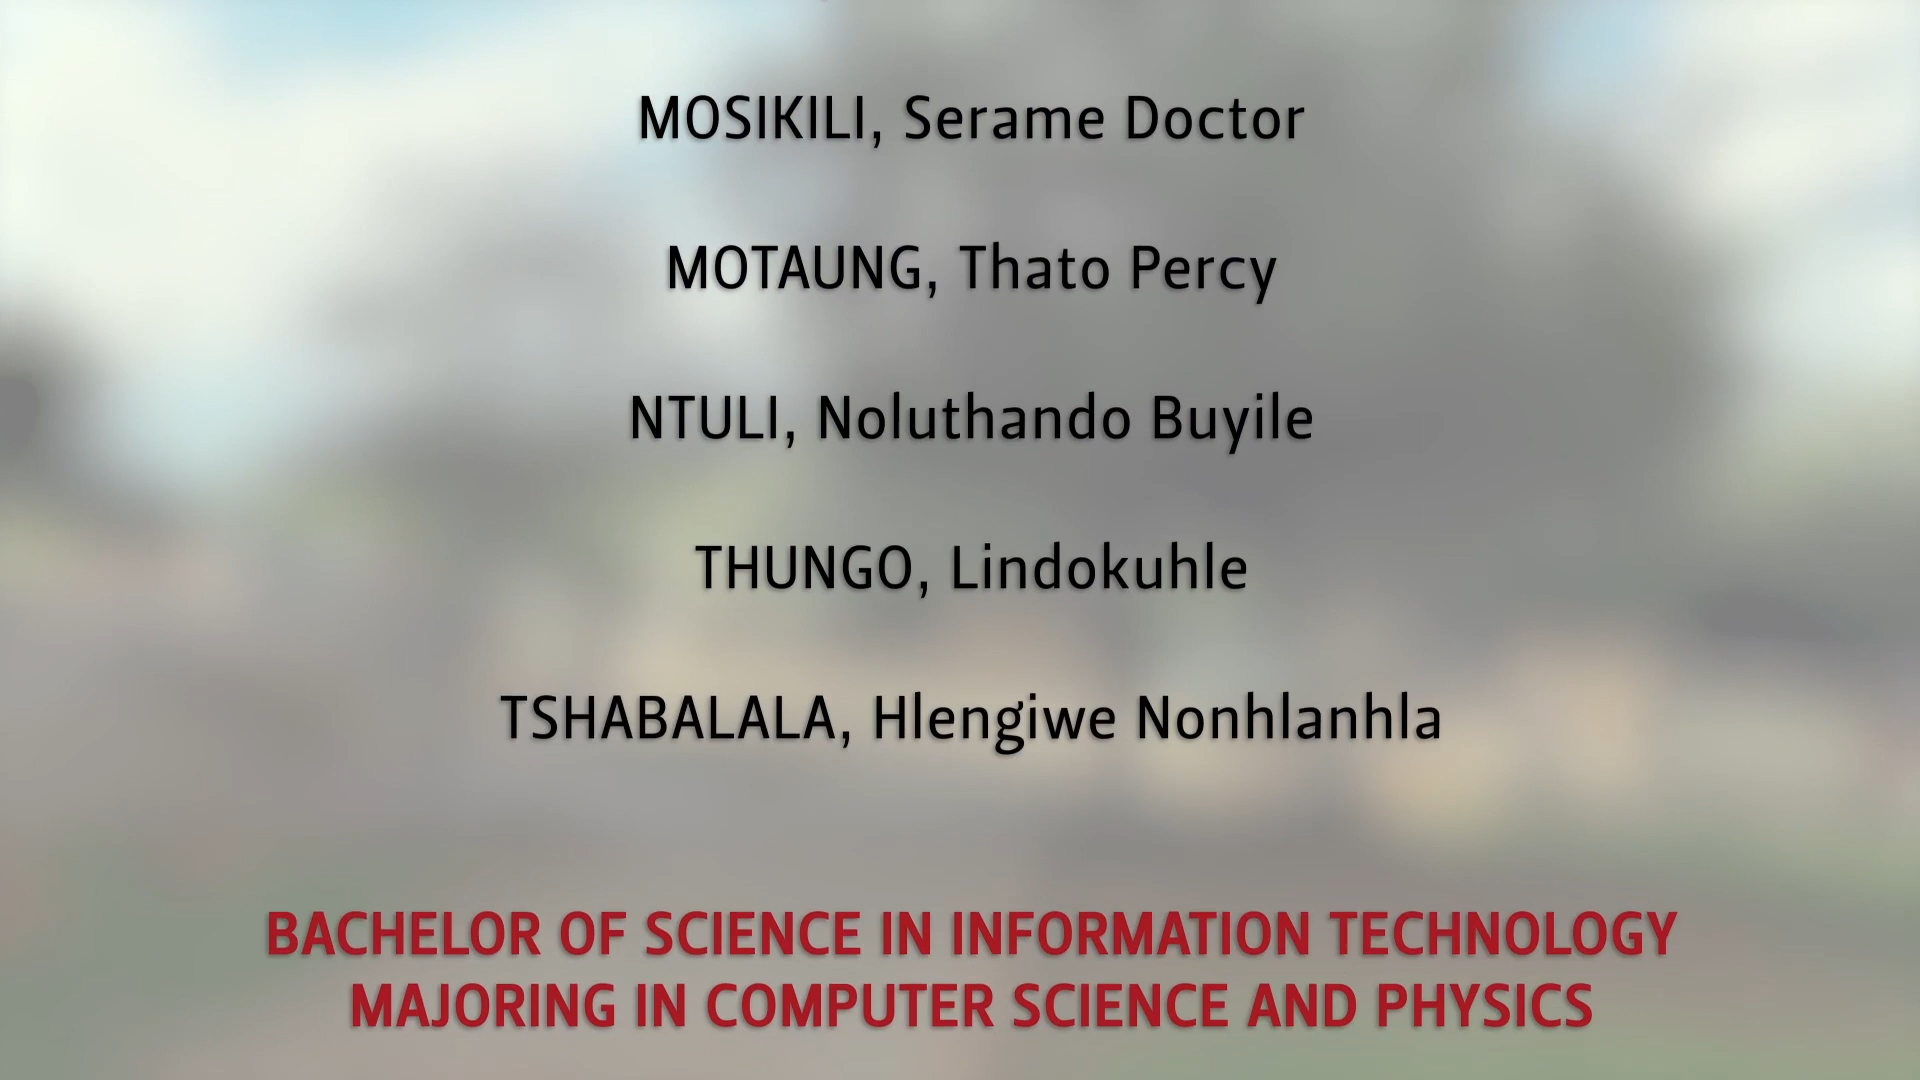 MOSIKILI, Serame Doctor
MOTAUNG, Thato Percy
NTULI, Noluthando Buyile
THUNGO, Lindokuhle
TSHABALALA, Hlengiwe Nonhlanhla
BACHELOR OF SCIENCE IN INFORMATION TECHNOLOGY
MAJORING IN COMPUTER SCIENCE AND PHYSICS